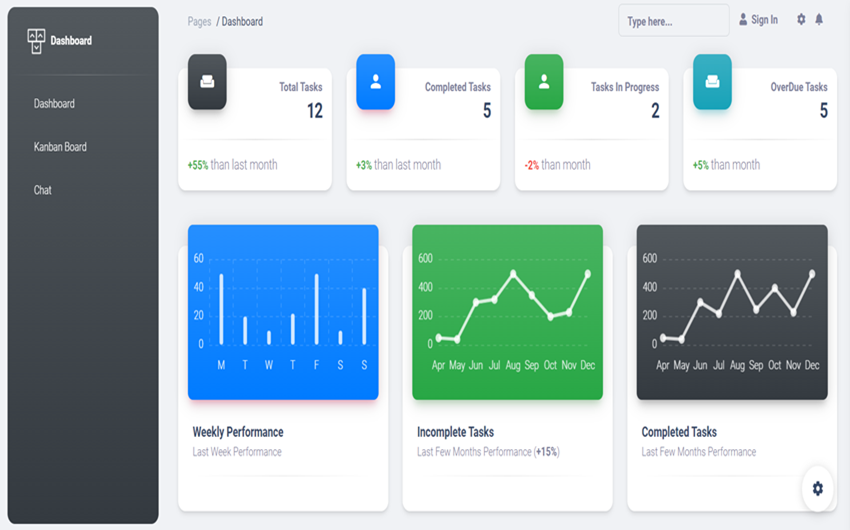 Dashboard
Dashboard
Kanban Board
Chat
Pages / Dashboard
Type here...
Sign In
Total Tasks
12
+55% than last month
Completed Tasks
5
+3% than last month
Tasks In Progress
2
-2% than month
OverDue Tasks
5
+5% than month
60
40
20
0
M T W T F S S
Weekly Performance
Last Week Performance
600
400
200
0
Apr May Jun Jul Aug Sep Oct Nov Dec
Incomplete Tasks
Last Few Months Performance (+15%)
600
400
200
0
Apr May Jun Jul Aug Sep Oct Nov Dec
Completed Tasks
Last Few Months Performance